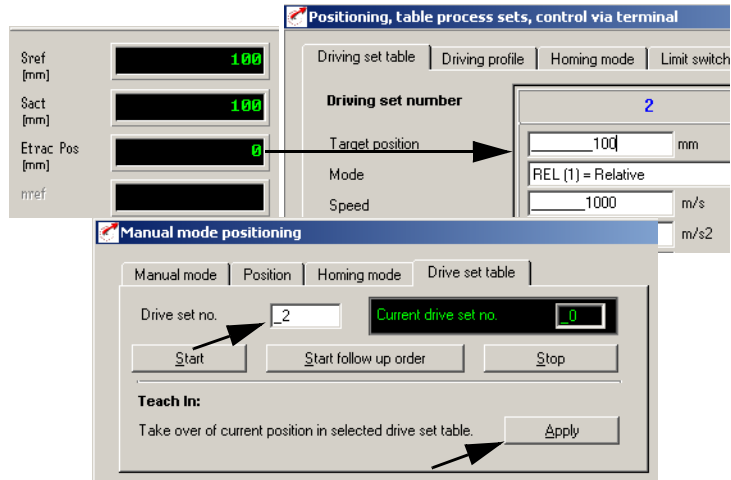 Sref
[mm]
100
Sact
[mm]
100
Etrac Pos
[mm]
0
nref
Positioning, table process sets, control via terminal
Driving set table Driving profile Homing mode Limit switch
Driving set number 2
Target position _______100 mm
Mode REL (1) = Relative
Speed ______1000 m/s
m/s2
Manual mode positioning
Manual mode Position Homing mode Drive set table
Drive set no. _2 Current drive set no. _0
Start Start follow up order Stop
Teach In:
Take over of current position in selected drive set table. Apply